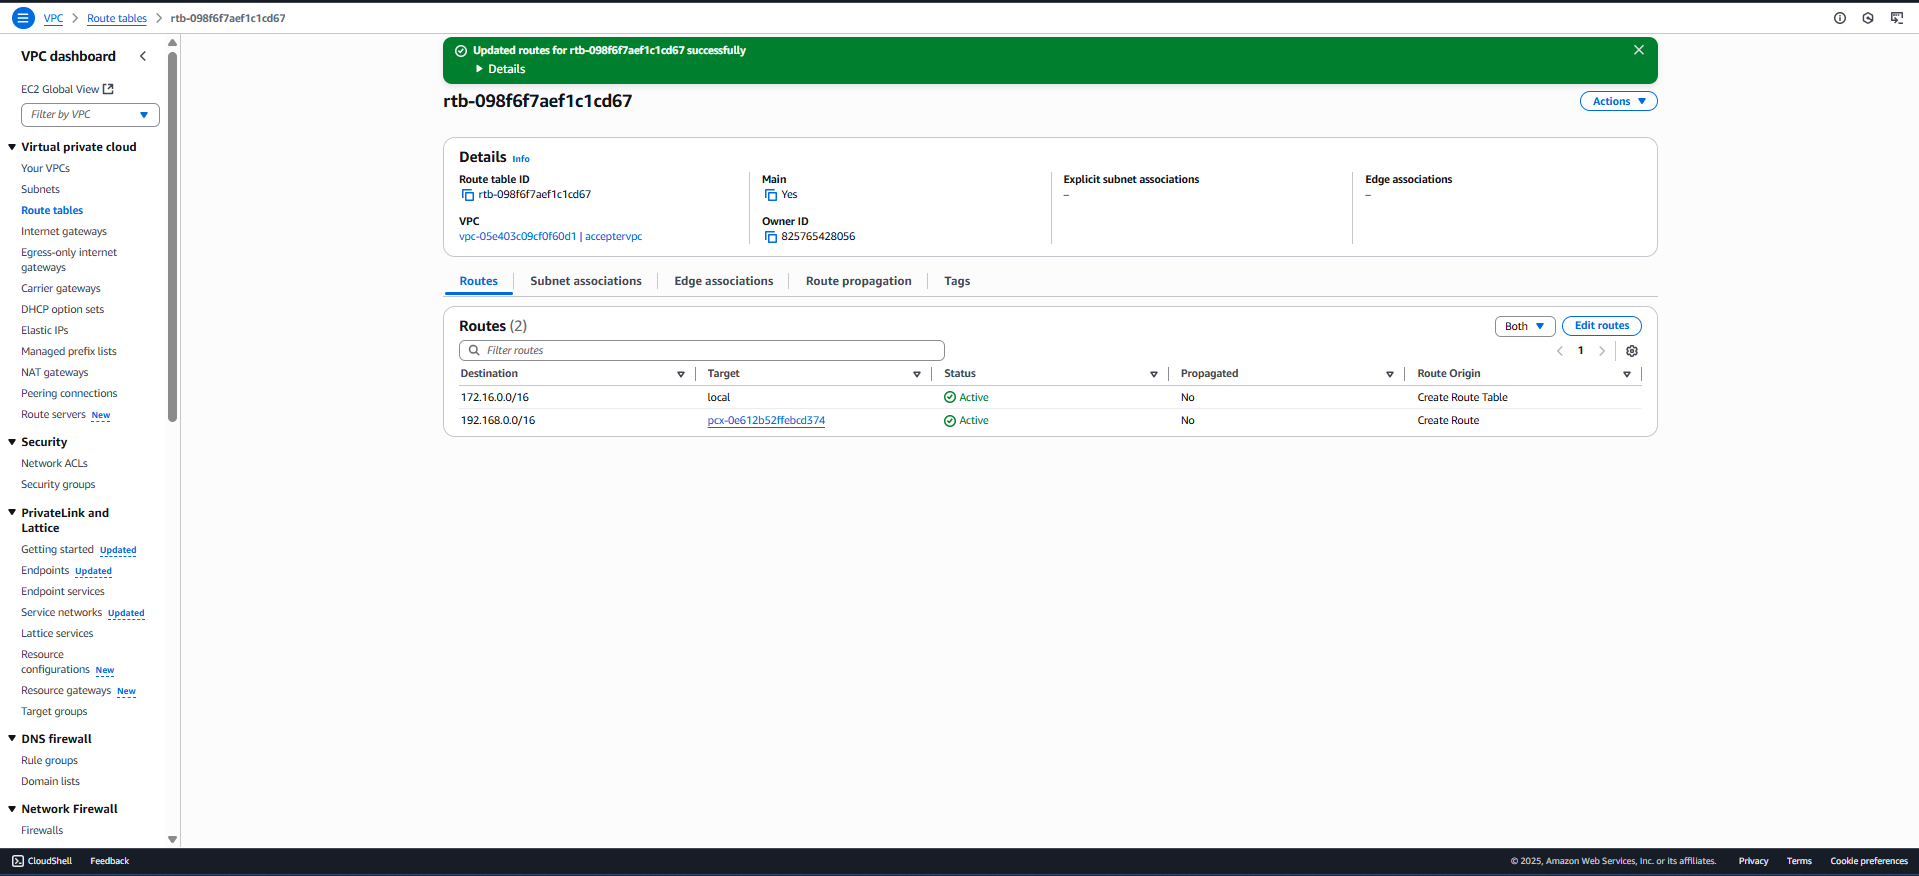 VPC > Route tables > rtb-098f6f7aef1c1cd67
VPC dashboard
EC2 Global View
Filter by VPC
Virtual private cloud
Your VPCs
Subnets
Route tables
Internet gateways
Egress-only internet
gateways
Carrier gateways
DHCP option sets
Elastic IPs
Managed prefix lists
NAT gateways
Peering connections
Route servers New
Security
Network ACLs
Security groups
PrivateLink and
Lattice
Getting started Updated
Endpoints Updated
Endpoint services
Service networks Updated
Lattice services
Resource
configurations New
Resource gateways New
Target groups
DNS firewall
Rule groups
Domain lists
Network Firewall
Firewalls
Updated routes for rtb-098f6f7aef1c1cd67 successfully
Details
rtb-098f6f7aef1c1cd67
Actions
Details Info
Route table ID
rtb-098f6f7aef1c1cd67
Main
Yes
Explicit subnet associations
–
Edge associations
–
VPC
vpc-05e403c09cf0f60d1 | acceptervpc
Owner ID
825765428056
Routes Subnet associations Edge associations Route propagation Tags
Routes (2)
Both Edit routes
Filter routes
1
Destination Target Status Propagated Route Origin
172.16.0.0/16 local Active No Create Route Table
192.168.0.0/16 pcx-0e612b52ffebcd374 Active No Create Route
CloudShell Feedback © 2025, Amazon Web Services, Inc. or its affiliates. Privacy Terms Cookie preferences